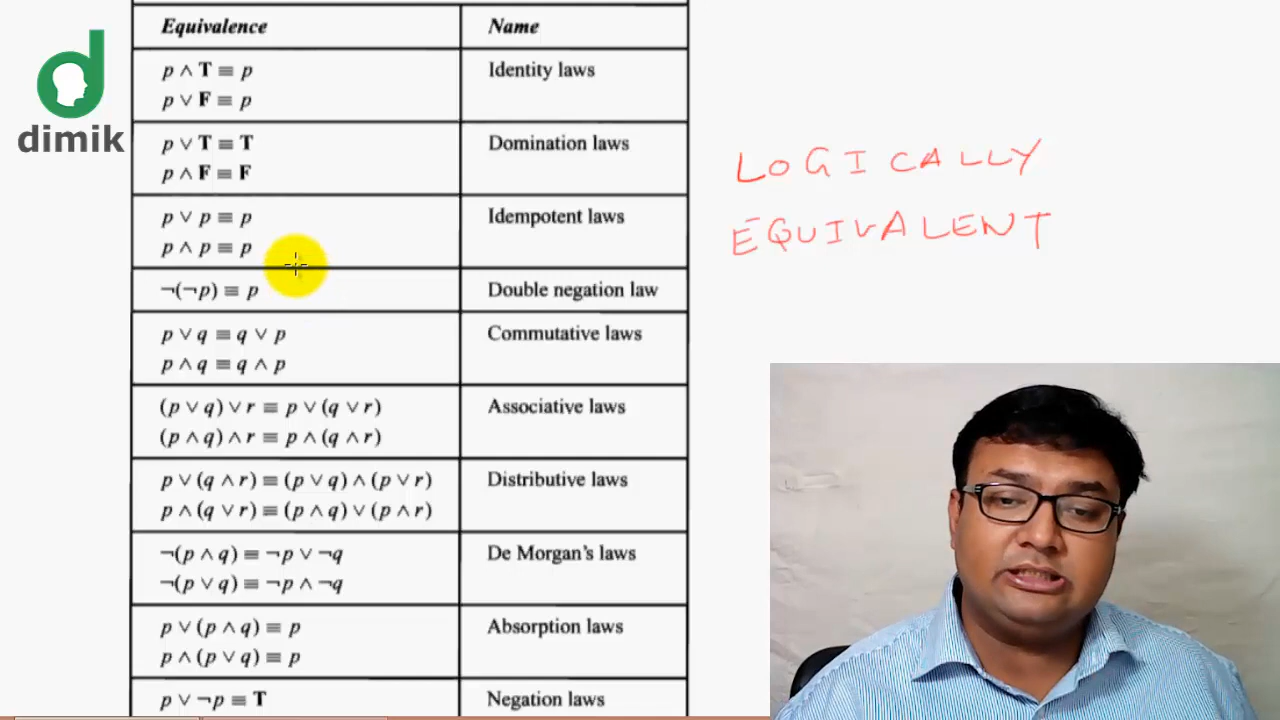 dimik
Equivalence Name
p ∧ T ≡ p Identity laws
p ∨ F ≡ p
p ∨ T ≡ T Domination laws
p ∧ F ≡ F
p ∨ p ≡ p Idempotent laws
p ∧ p ≡ p
¬(¬p) ≡ p Double negation law
p ∨ q ≡ q ∨ p Commutative laws
p ∧ q ≡ q ∧ p
(p ∨ q) ∨ r ≡ p ∨ (q ∨ r) Associative laws
(p ∧ q) ∧ r ≡ p ∧ (q ∧ r)
p ∨ (q ∧ r) ≡ (p ∨ q) ∧ (p ∨ r) Distributive laws
p ∧ (q ∨ r) ≡ (p ∧ q) ∨ (p ∧ r)
¬(p ∧ q) ≡ ¬p ∨ ¬q De Morgan's laws
¬(p ∨ q) ≡ ¬p ∧ ¬q
p ∨ (p ∧ q) ≡ p Absorption laws
p ∧ (p ∨ q) ≡ p
p ∨ ¬p ≡ T Negation laws
LOGICALLY
EQUIVALENT